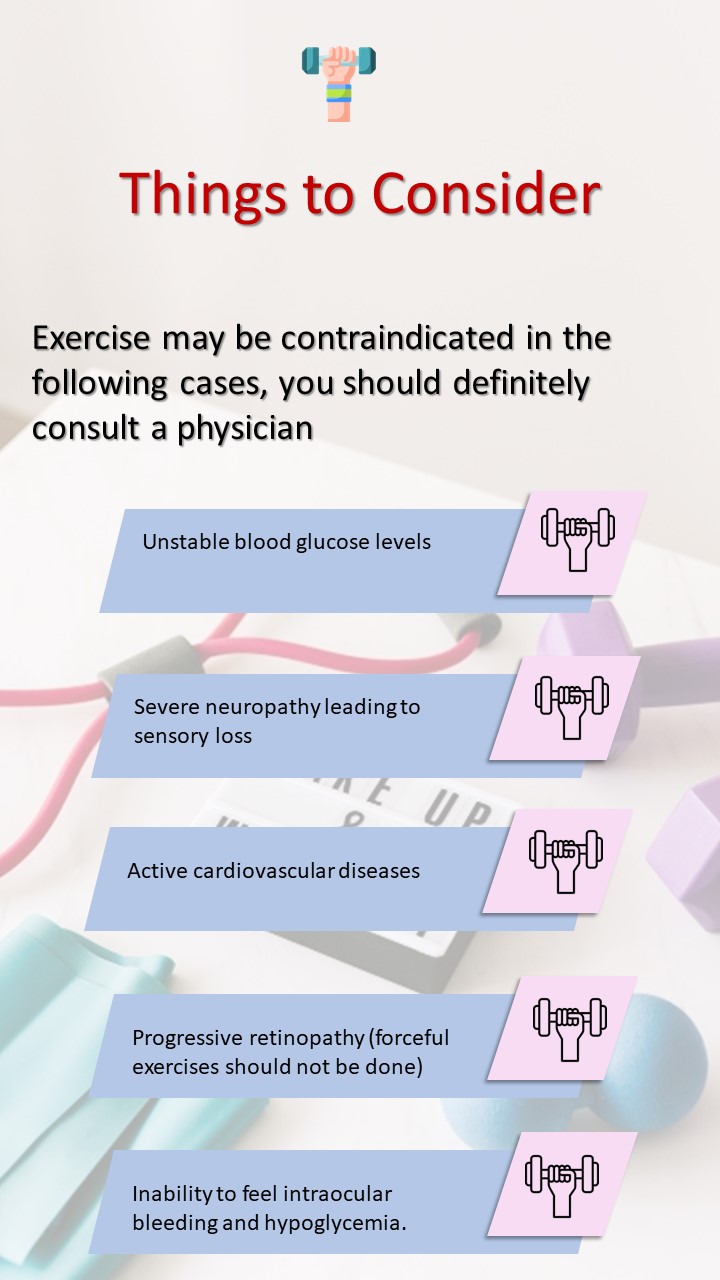 Things to Consider
Exercise may be contraindicated in the
following cases, you should definitely
consult a physician
Unstable blood glucose levels
Severe neuropathy leading to
sensory loss
UP
&
Active cardiovascular diseases
Progressive retinopathy (forceful
exercises should not be done)
Inability to feel intraocular
bleeding and hypoglycemia.